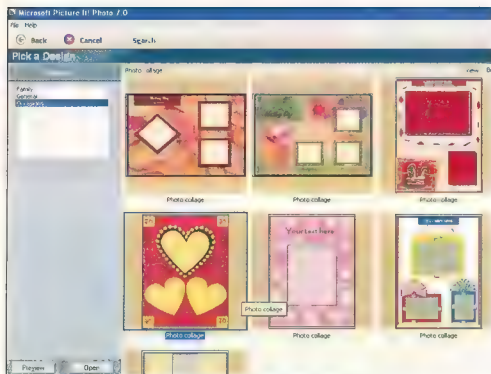 Microsoft Picture It! Photo 7.0
File Help
Back Cancel Search
Pick a Design
Photo collage
Family
General
Photo collage Photo collage Photo collage
Your text here
Photo collage
Photo collage Photo collage Photo collage
Preview Open